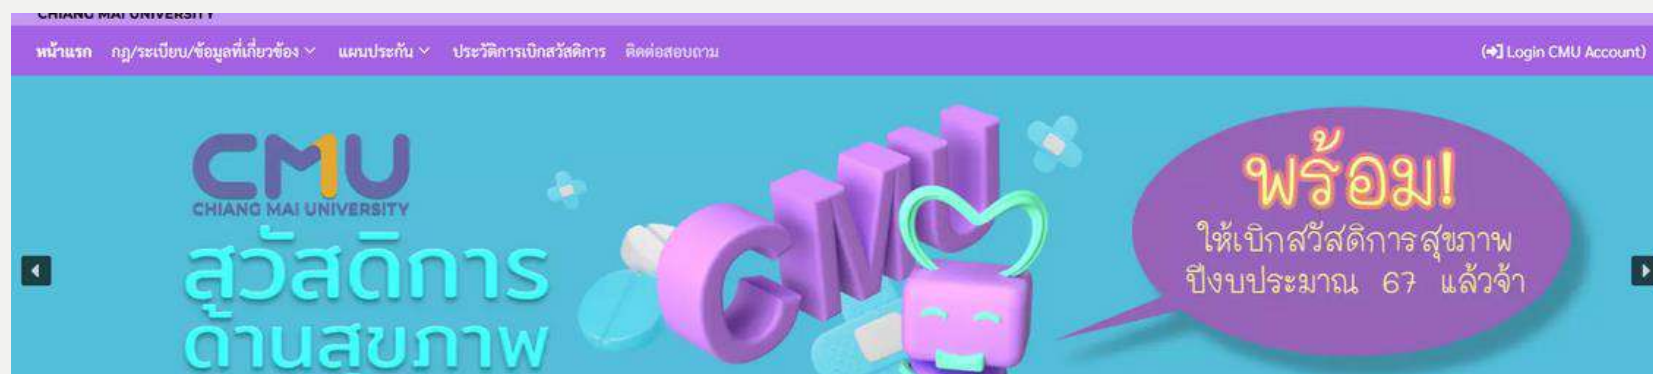 CHIANG MAI UNIVERSITY
หน้าแรก กฎ/ระเบียบ/ข้อมูลที่เกี่ยวข้อง แผนประกัน ประวัติการเบิกสวัสดิการ ติดต่อสอบถาม Login CMU Account)
CMU
CHIANG MAI UNIVERSITY
สวัสดิการ
ด้านสุขภาพ
CMU
พร้อม!
ให้เบิกสวัสดิการสุขภาพ
ปีงบประมาณ 67 แล้วจ้า